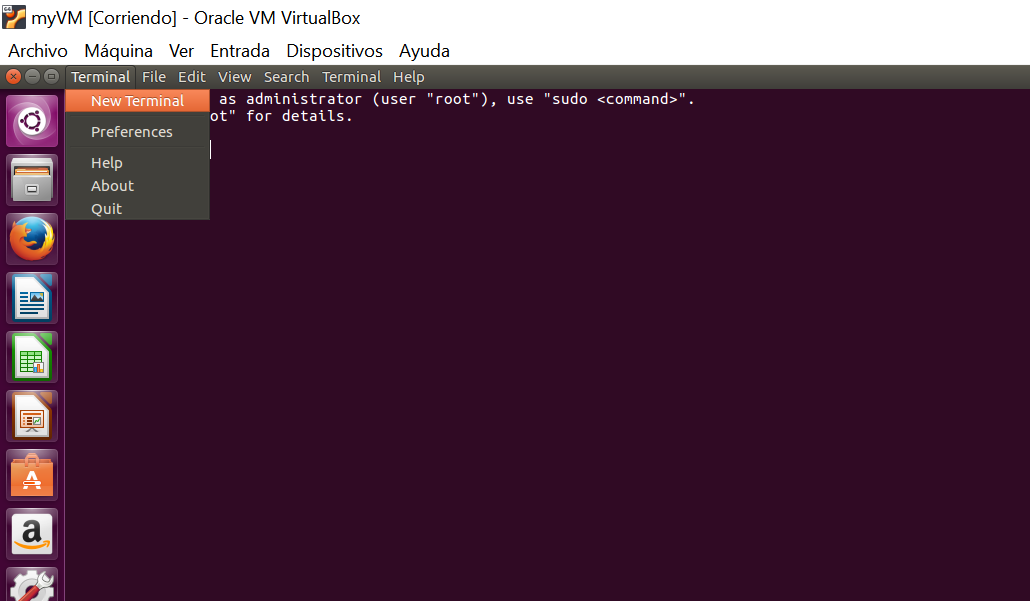 myVM [Corriendo] - Oracle VM VirtualBox
Archivo Máquina Ver Entrada Dispositivos Ayuda
Terminal File Edit View Search Terminal Help
New Terminal
Preferences
Help
About
Quit
as administrator (user "root"), use "sudo <command>".
ot" for details.